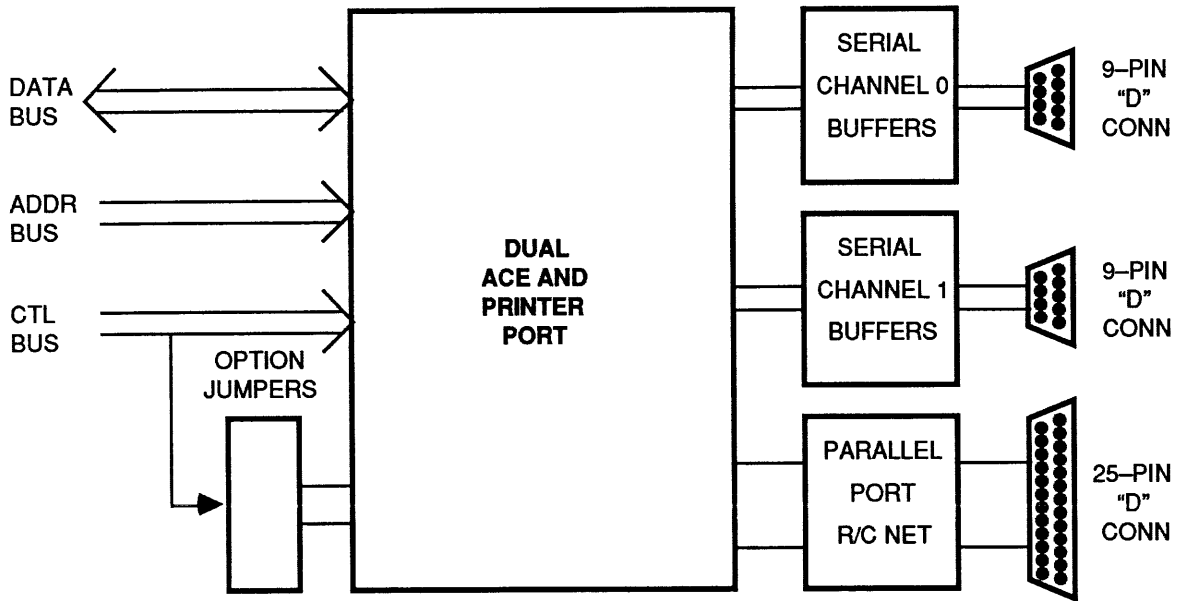 DATA
BUS
ADDR
BUS
CTL
BUS
OPTION
JUMPERS
DUAL
ACE AND
PRINTER
PORT
SERIAL
CHANNEL 0
BUFFERS
9–PIN
“D”
CONN
SERIAL
CHANNEL 1
BUFFERS
9–PIN
“D”
CONN
PARALLEL
PORT
R/C NET
25–PIN
“D”
CONN